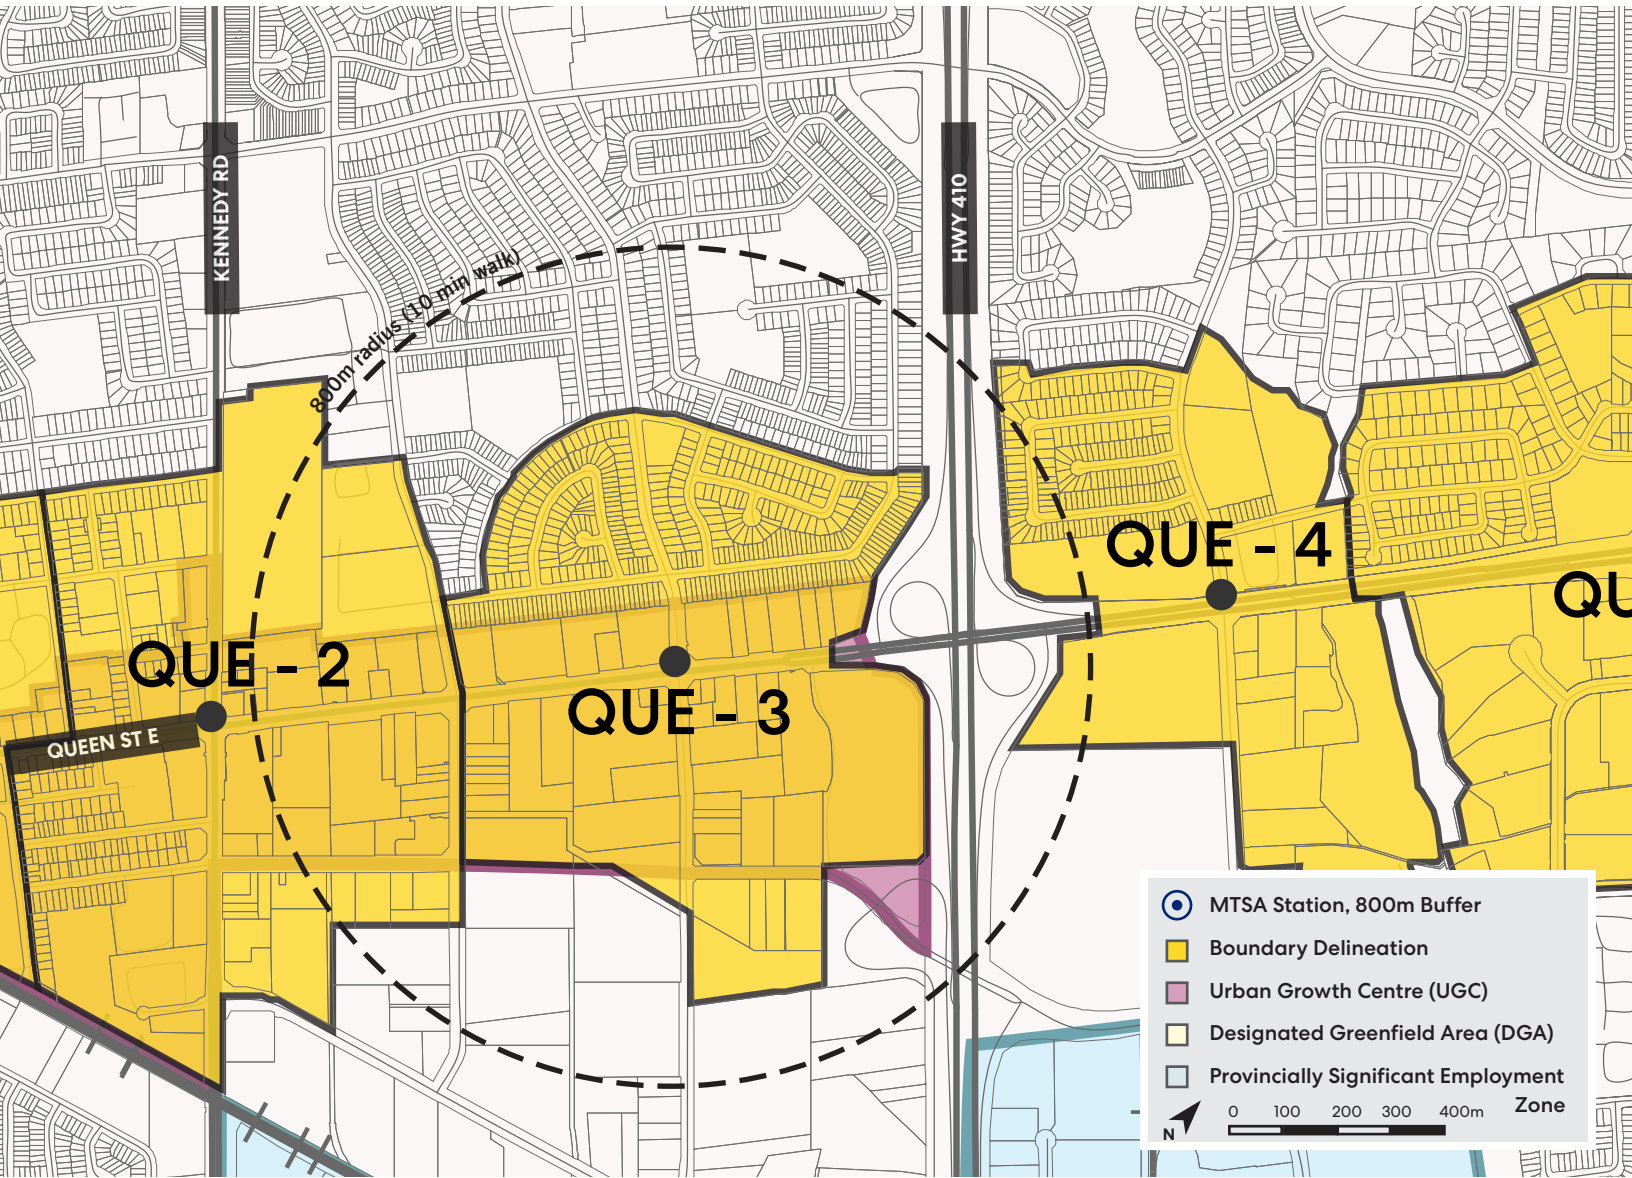 KENNEDY RD
HWY 410
800m radius (10 min walk)
QUE - 4
QU
QUE - 2
QUE - 3
QUEEN ST E
MTSA Station, 800m Buffer
Boundary Delineation
Urban Growth Centre (UGC)
Designated Greenfield Area (DGA)
Provincially Significant Employment
Zone
0 100 200 300 400m
N